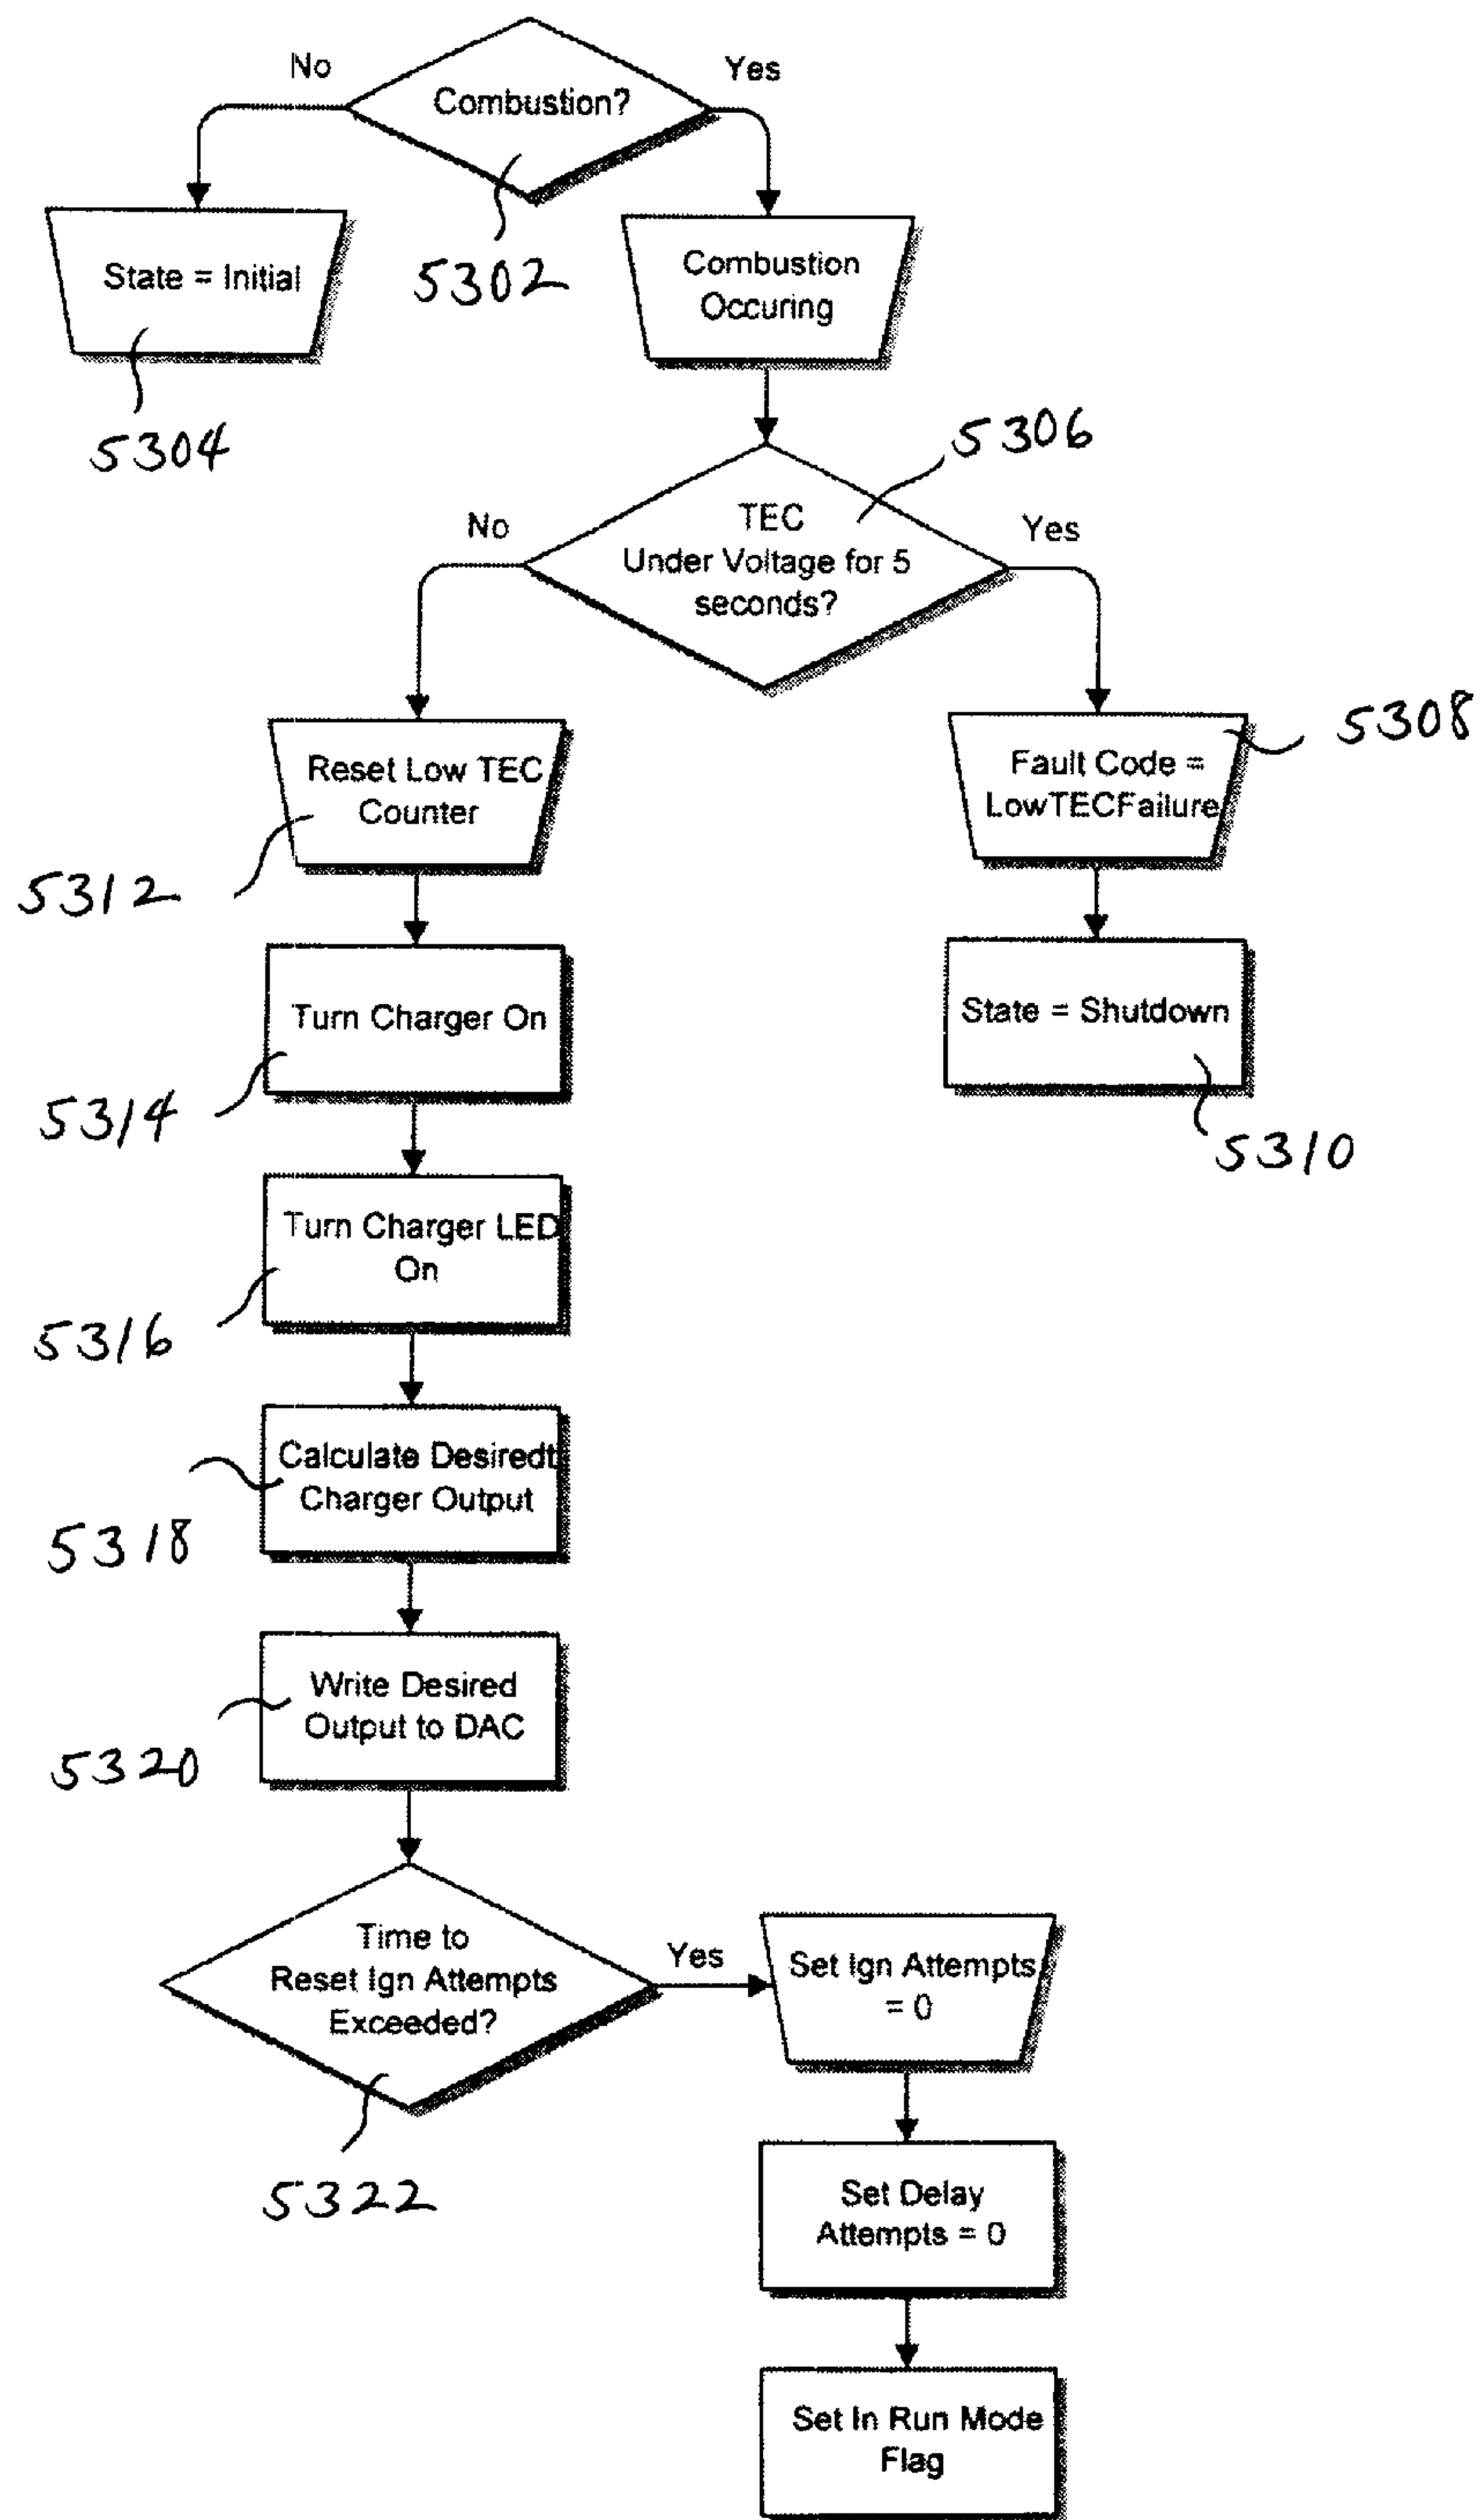 No
Yes
Combustion?
State = Initial
5302
Combustion
Occuring
5304
5306
No
TEC
Under Voltage for 5
seconds?
Yes
Reset Low TEC
Counter
Fault Code =
LowTECFailure
5308
5312
Turn Charger On
State = Shutdown
5314
5310
Turn Charger LED
On
5316
Calculate Desiredt
Charger Output
5318
Write Desired
Output to DAC
5320
Time to
Reset Ign Attempts
Exceeded?
Yes
Set Ign Attempts
= 0
5322
Set Delay
Attempts = 0
Set In Run Mode
Flag